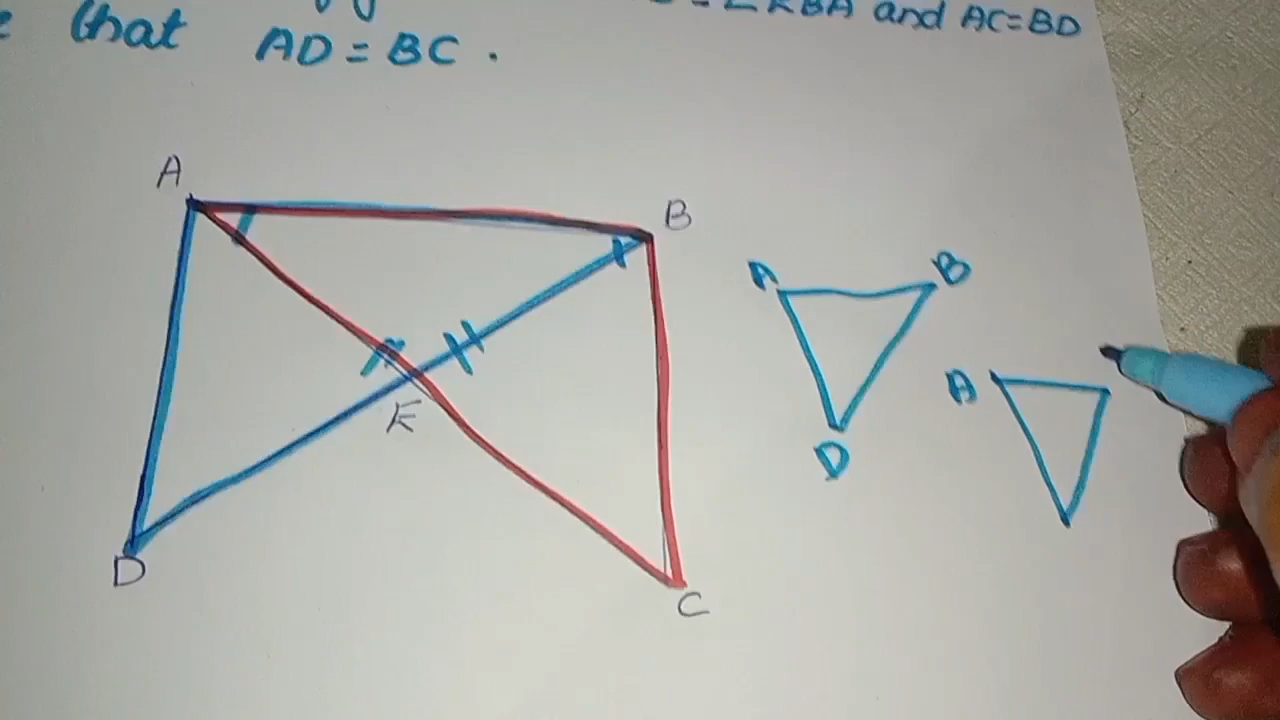 = ∠KBA and AC=BD
that AD = BC .
A
B
K
D
C
A
B
D
A